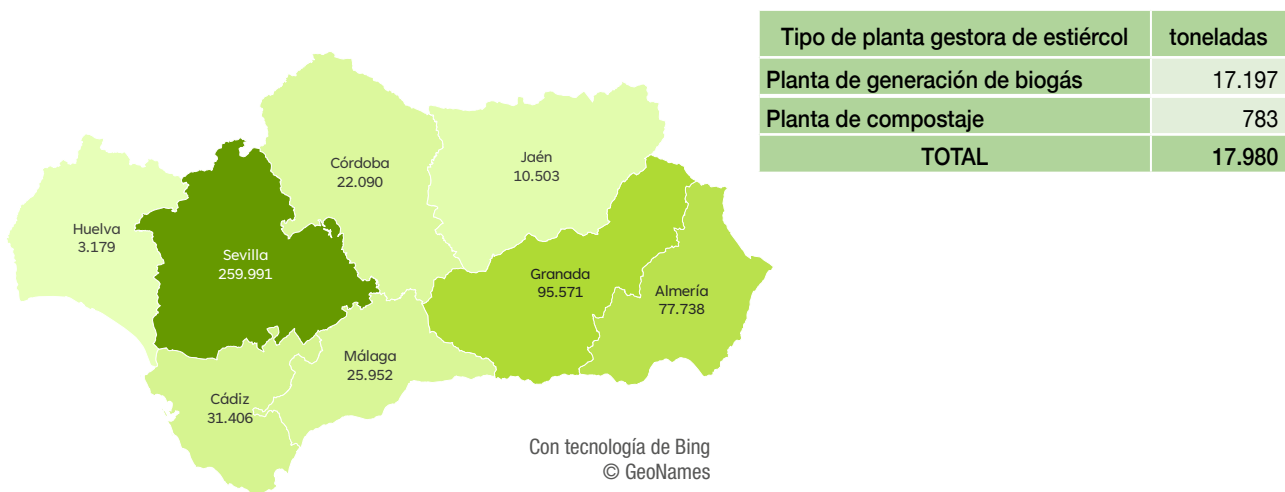 Tipo de planta gestora de estiércol toneladas
Planta de generación de biogás 17.197
Planta de compostaje 783
TOTAL 17.980
Córdoba
22.090
Jaén
10.503
Huelva
3.179
Sevilla
259.991
Granada
95.571
Almería
77.738
Málaga
25.952
Cádiz
31.406
Con tecnología de Bing
© GeoNames